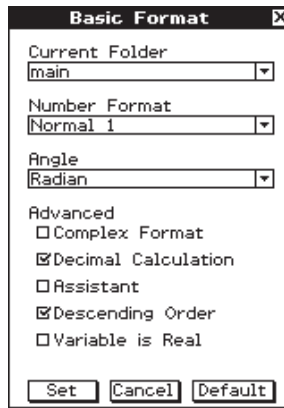 Basic Format
Current Folder
main
Number Format
Normal 1
Angle
Radian
Advanced
Complex Format
Decimal Calculation
Assistant
Descending Order
Variable is Real
Set Cancel Default